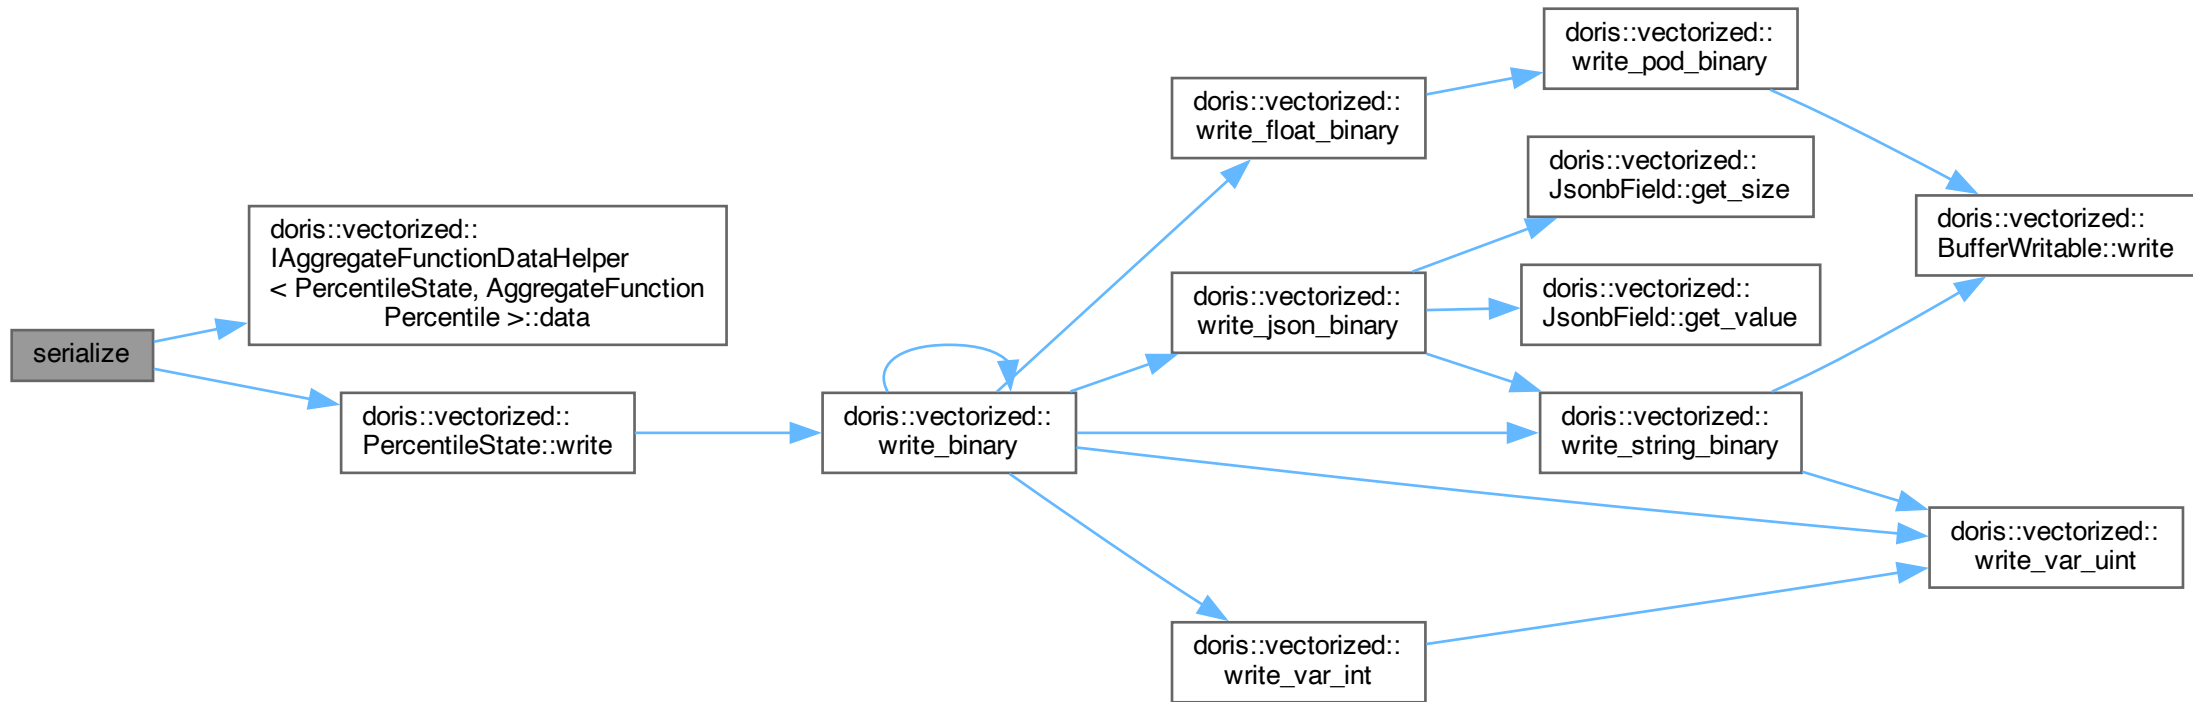 serialize
doris::vectorized::
IAggregateFunctionDataHelper
< PercentileState, AggregateFunction
Percentile >::data
doris::vectorized::
PercentileState::write
doris::vectorized::
write_binary
doris::vectorized::
write_float_binary
doris::vectorized::
write_json_binary
doris::vectorized::
write_var_int
doris::vectorized::
write_pod_binary
doris::vectorized::
JsonbField::get_size
doris::vectorized::
JsonbField::get_value
doris::vectorized::
write_string_binary
doris::vectorized::
BufferWritable::write
doris::vectorized::
write_var_uint